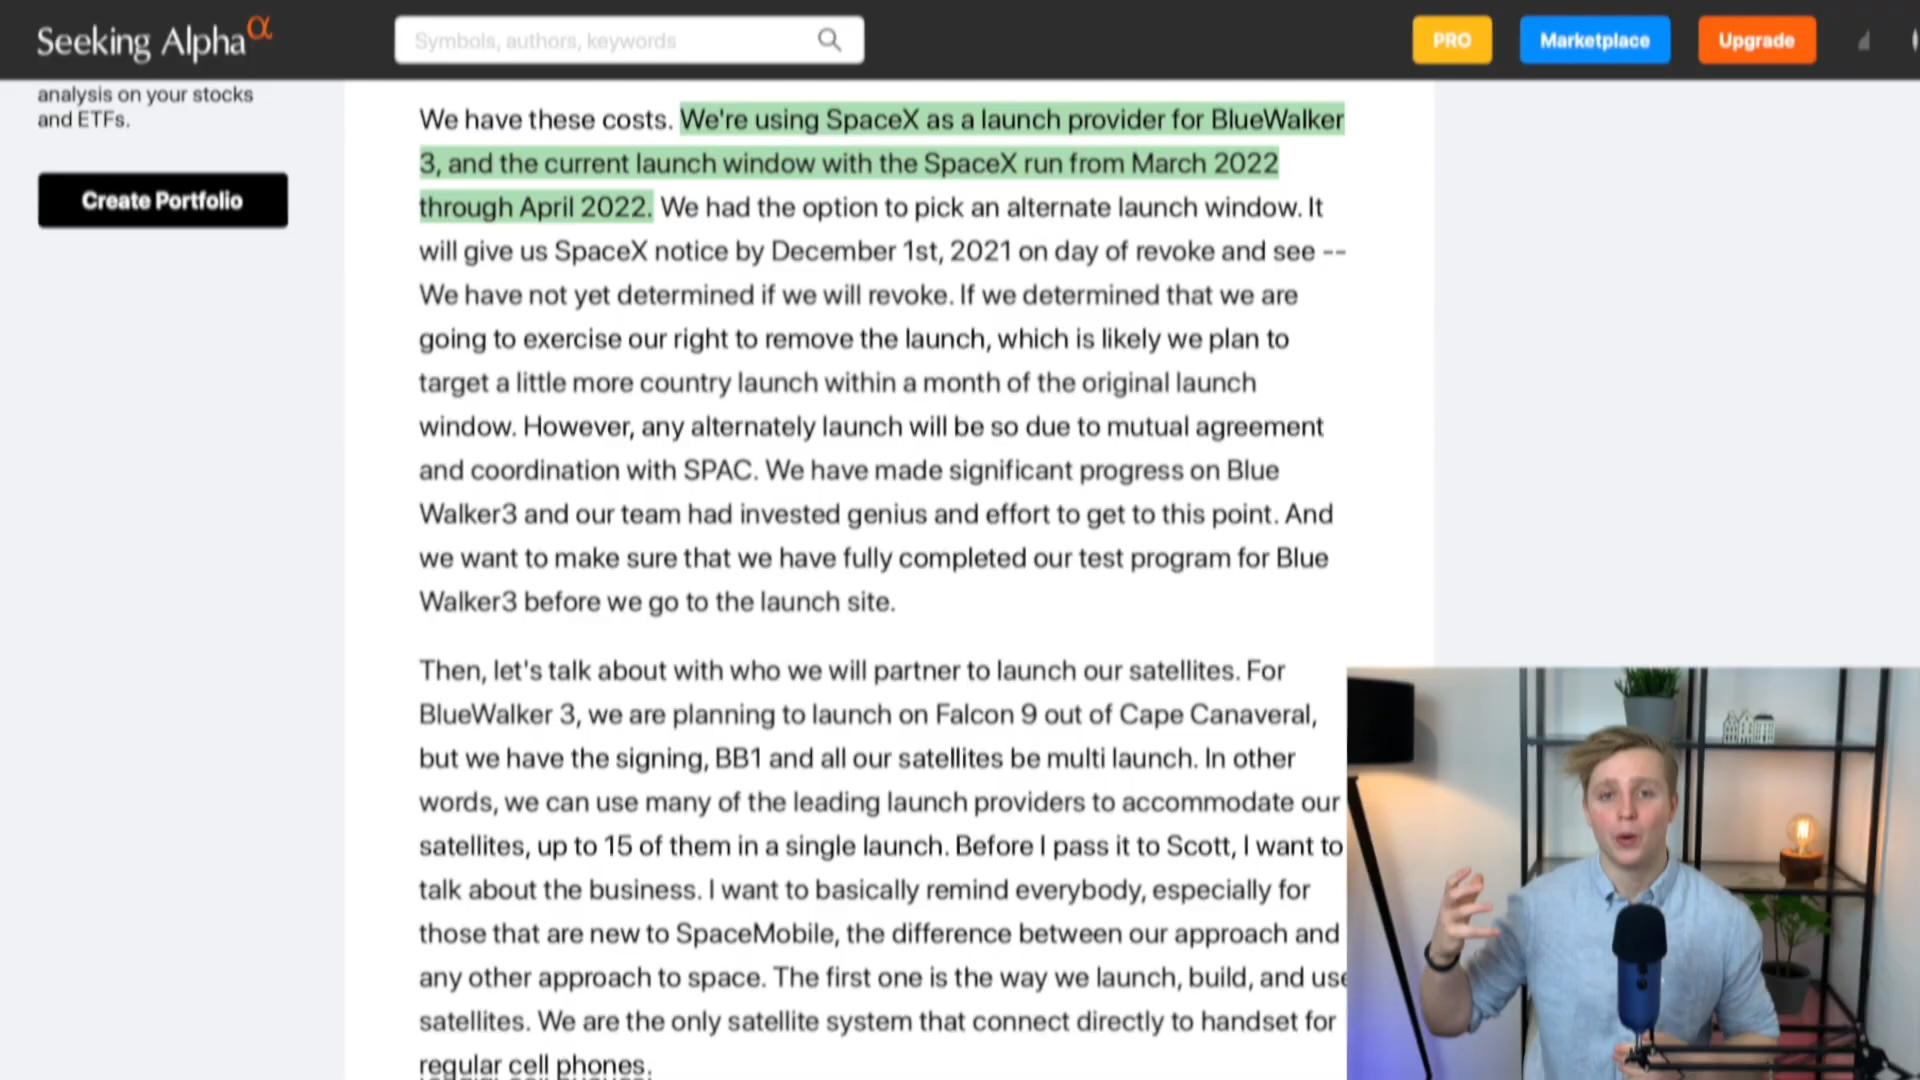 Seeking Alpha α
Symbols, authors, keywords
PRO
Marketplace
Upgrade
analysis on your stocks
and ETFs.
Create Portfolio
We have these costs. We're using SpaceX as a launch provider for BlueWalker
3, and the current launch window with the SpaceX run from March 2022
through April 2022. We had the option to pick an alternate launch window. It
will give us SpaceX notice by December 1st, 2021 on day of revoke and see --
We have not yet determined if we will revoke. If we determined that we are
going to exercise our right to remove the launch, which is likely we plan to
target a little more country launch within a month of the original launch
window. However, any alternately launch will be so due to mutual agreement
and coordination with SPAC. We have made significant progress on Blue
Walker3 and our team had invested genius and effort to get to this point. And
we want to make sure that we have fully completed our test program for Blue
Walker3 before we go to the launch site.
Then, let's talk about with who we will partner to launch our satellites. For
BlueWalker 3, we are planning to launch on Falcon 9 out of Cape Canaveral,
but we have the signing, BB1 and all our satellites be multi launch. In other
words, we can use many of the leading launch providers to accommodate our
satellites, up to 15 of them in a single launch. Before I pass it to Scott, I want to
talk about the business. I want to basically remind everybody, especially for
those that are new to SpaceMobile, the difference between our approach and
any other approach to space. The first one is the way we launch, build, and use
satellites. We are the only satellite system that connect directly to handset for
regular cell phones.